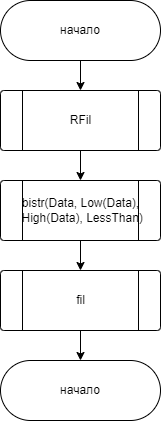 начало
RFil
bistr(Data, Low(Data),
High(Data), LessThan)
fil
начало